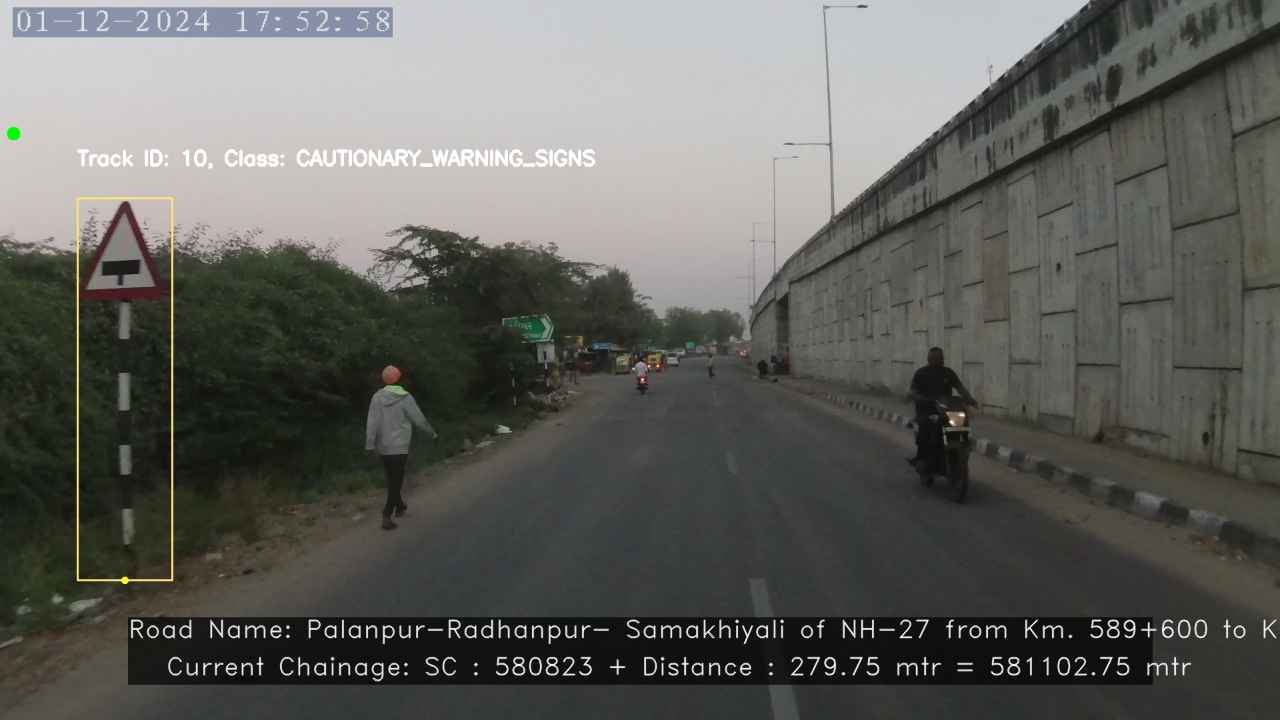 01-12-2024 17:52:58
Track ID: 10, Class: CAUTIONARY_WARNING_SIGNS
Road Name: Palanpur-Radhanpur- Samakhiyali of NH-27 from Km. 589+600 to K
Current Chainage: SC : 580823 + Distance : 279.75 mtr = 581102.75 mtr